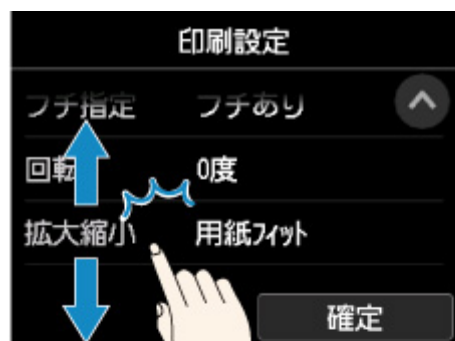 印刷設定
フチ指定 フチあり
回転 0度
拡大縮小 用紙フィット
確定